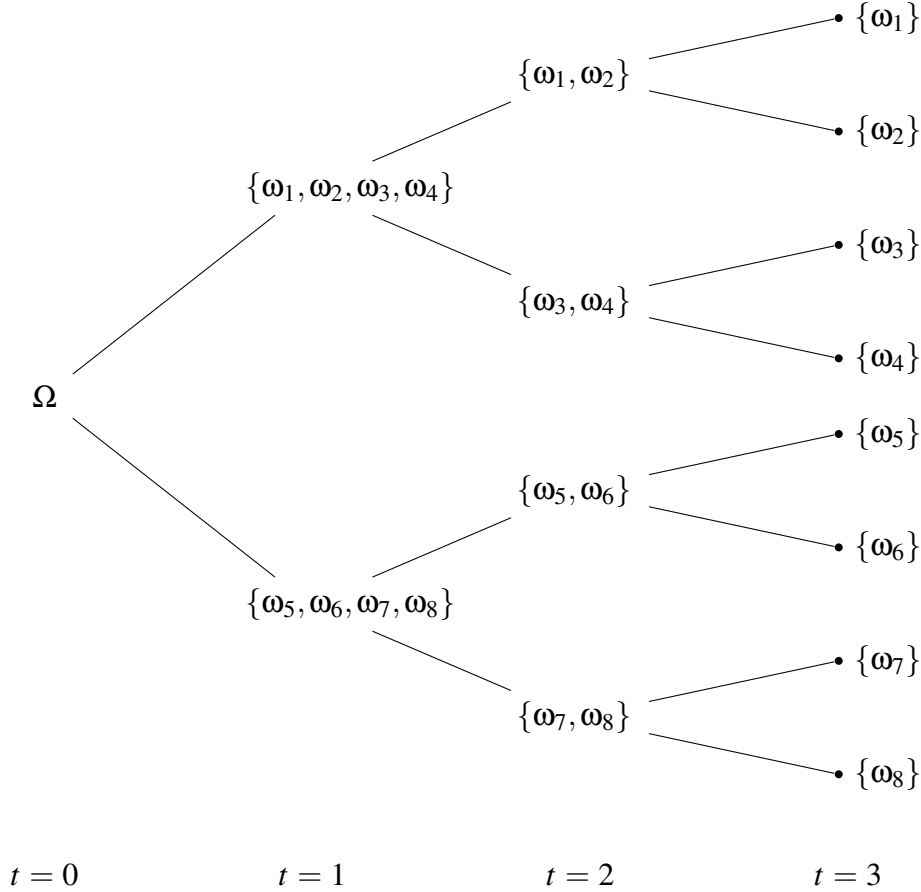 {ω₁}
{ω₁, ω₂}
{ω₂}
{ω₁, ω₂, ω₃, ω₄}
{ω₃}
{ω₃, ω₄}
{ω₄}
Ω
{ω₅}
{ω₅, ω₆}
{ω₆}
{ω₅, ω₆, ω₇, ω₈}
{ω₇}
{ω₇, ω₈}
{ω₈}
t = 0 t = 1 t = 2 t = 3